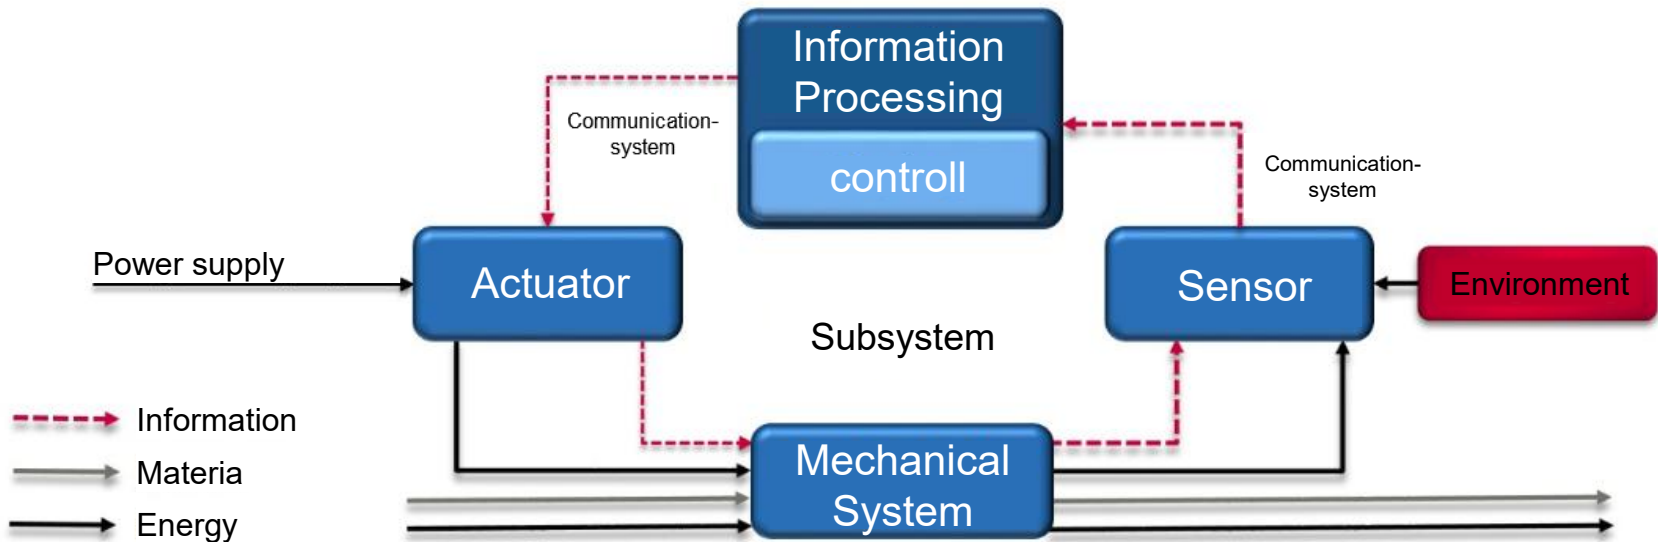 Information
Processing
controll
Communication-
system
Communication-
system
Power supply
Actuator
Sensor
Environment
Subsystem
Information
Materia
Energy
Mechanical
System